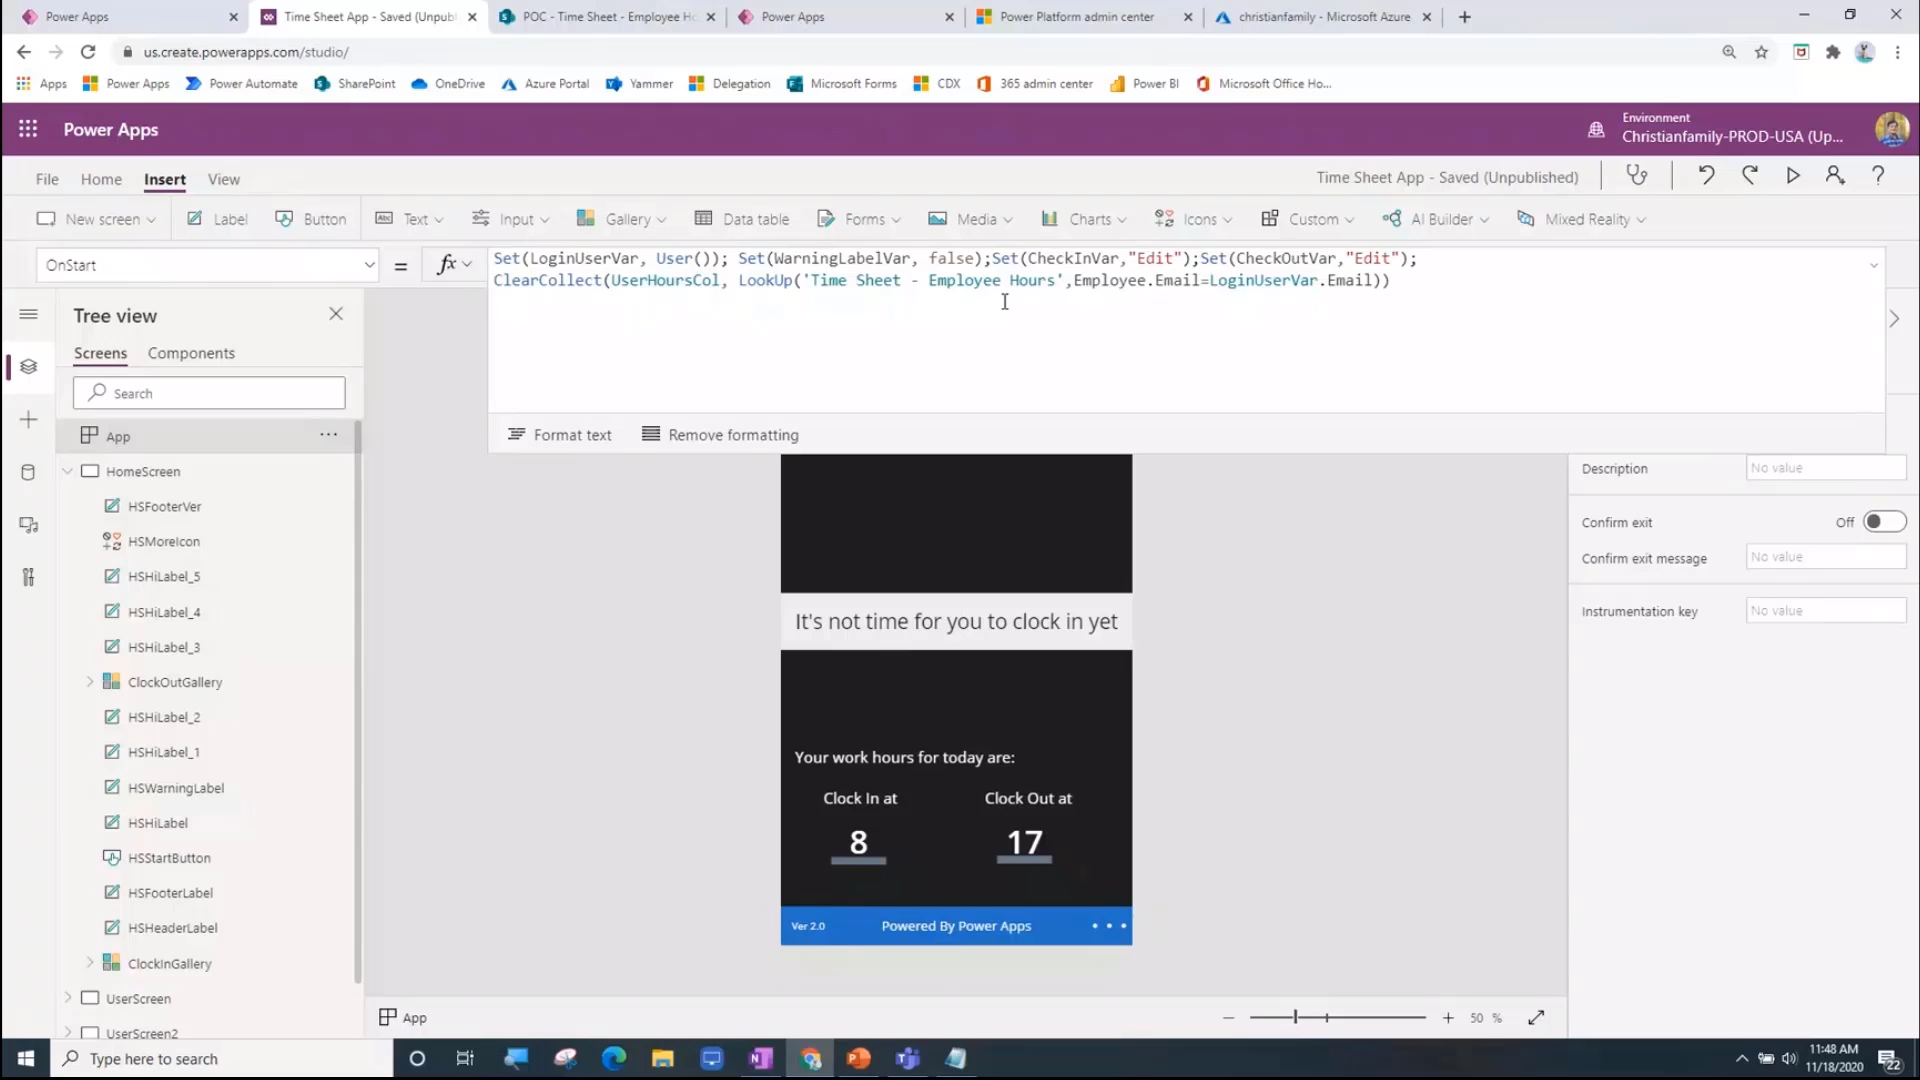 Power Apps
Time Sheet App - Saved (Unpubl
POC - Time Sheet - Employee Ho
Power Apps
Power Platform admin center
christianfamily - Microsoft Azure
us.create.powerapps.com/studio/
Apps
Power Apps
Power Automate
SharePoint
OneDrive
Azure Portal
Yammer
Delegation
Microsoft Forms
CDX
365 admin center
Power BI
Microsoft Office Ho...
Power Apps
Environment
Christianfamily-PROD-USA (Up...
File
Home
Insert
View
Time Sheet App - Saved (Unpublished)
New screen
Label
Button
Text
Input
Gallery
Data table
Forms
Media
Charts
Icons
Custom
AI Builder
Mixed Reality
OnStart
=
fx
Set(LoginUserVar, User()); Set(WarningLabelVar, false);Set(CheckInVar,"Edit");Set(CheckOutVar,"Edit");
ClearCollect(UserHoursCol, LookUp('Time Sheet - Employee Hours',Employee.Email=LoginUserVar.Email))
Format text
Remove formatting
Tree view
Screens
Components
Search
App
HomeScreen
HSFooterVer
HSMoreIcon
HSHiLabel_5
HSHiLabel_4
HSHiLabel_3
ClockOutGallery
HSHiLabel_2
HSHiLabel_1
HSWarningLabel
HSHiLabel
HSStartButton
HSFooterLabel
HSHeaderLabel
ClockInGallery
UserScreen
UserScreen2
It's not time for you to clock in yet
Your work hours for today are:
Clock In at
Clock Out at
8
17
Ver 2.0
Powered By Power Apps
Description
No value
Confirm exit
Off
Confirm exit message
No value
Instrumentation key
No value
App
50 %
Type here to search
11:48 AM
11/18/2020
22